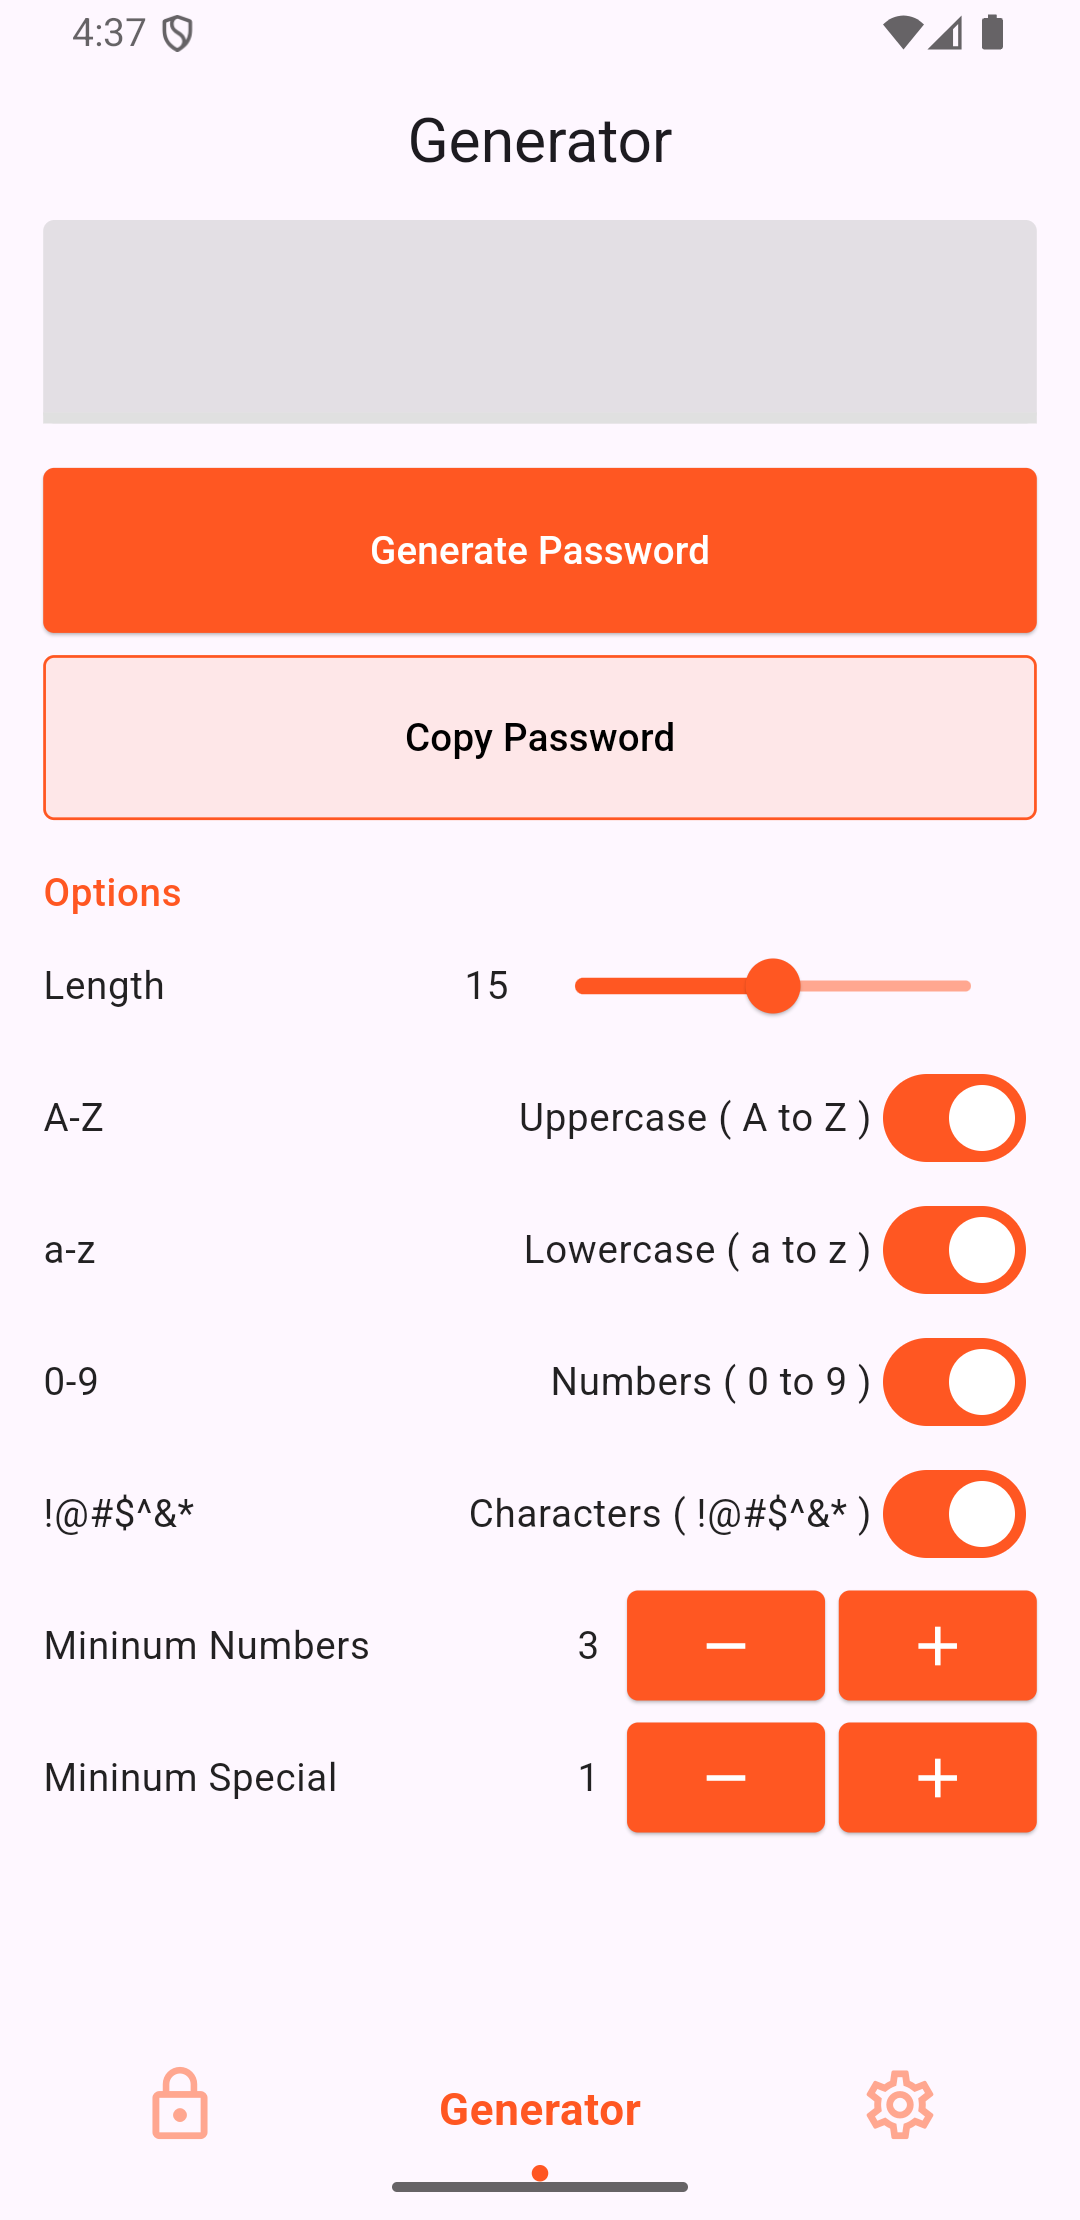 4:37
Generator
Generate Password
Copy Password
Options
Length 15
A-Z Uppercase ( A to Z )
a-z Lowercase ( a to z )
0-9 Numbers ( 0 to 9 )
!@#$^&* Characters ( !@#$^&* )
Mininum Numbers 3 − +
Mininum Special 1 − +
Generator